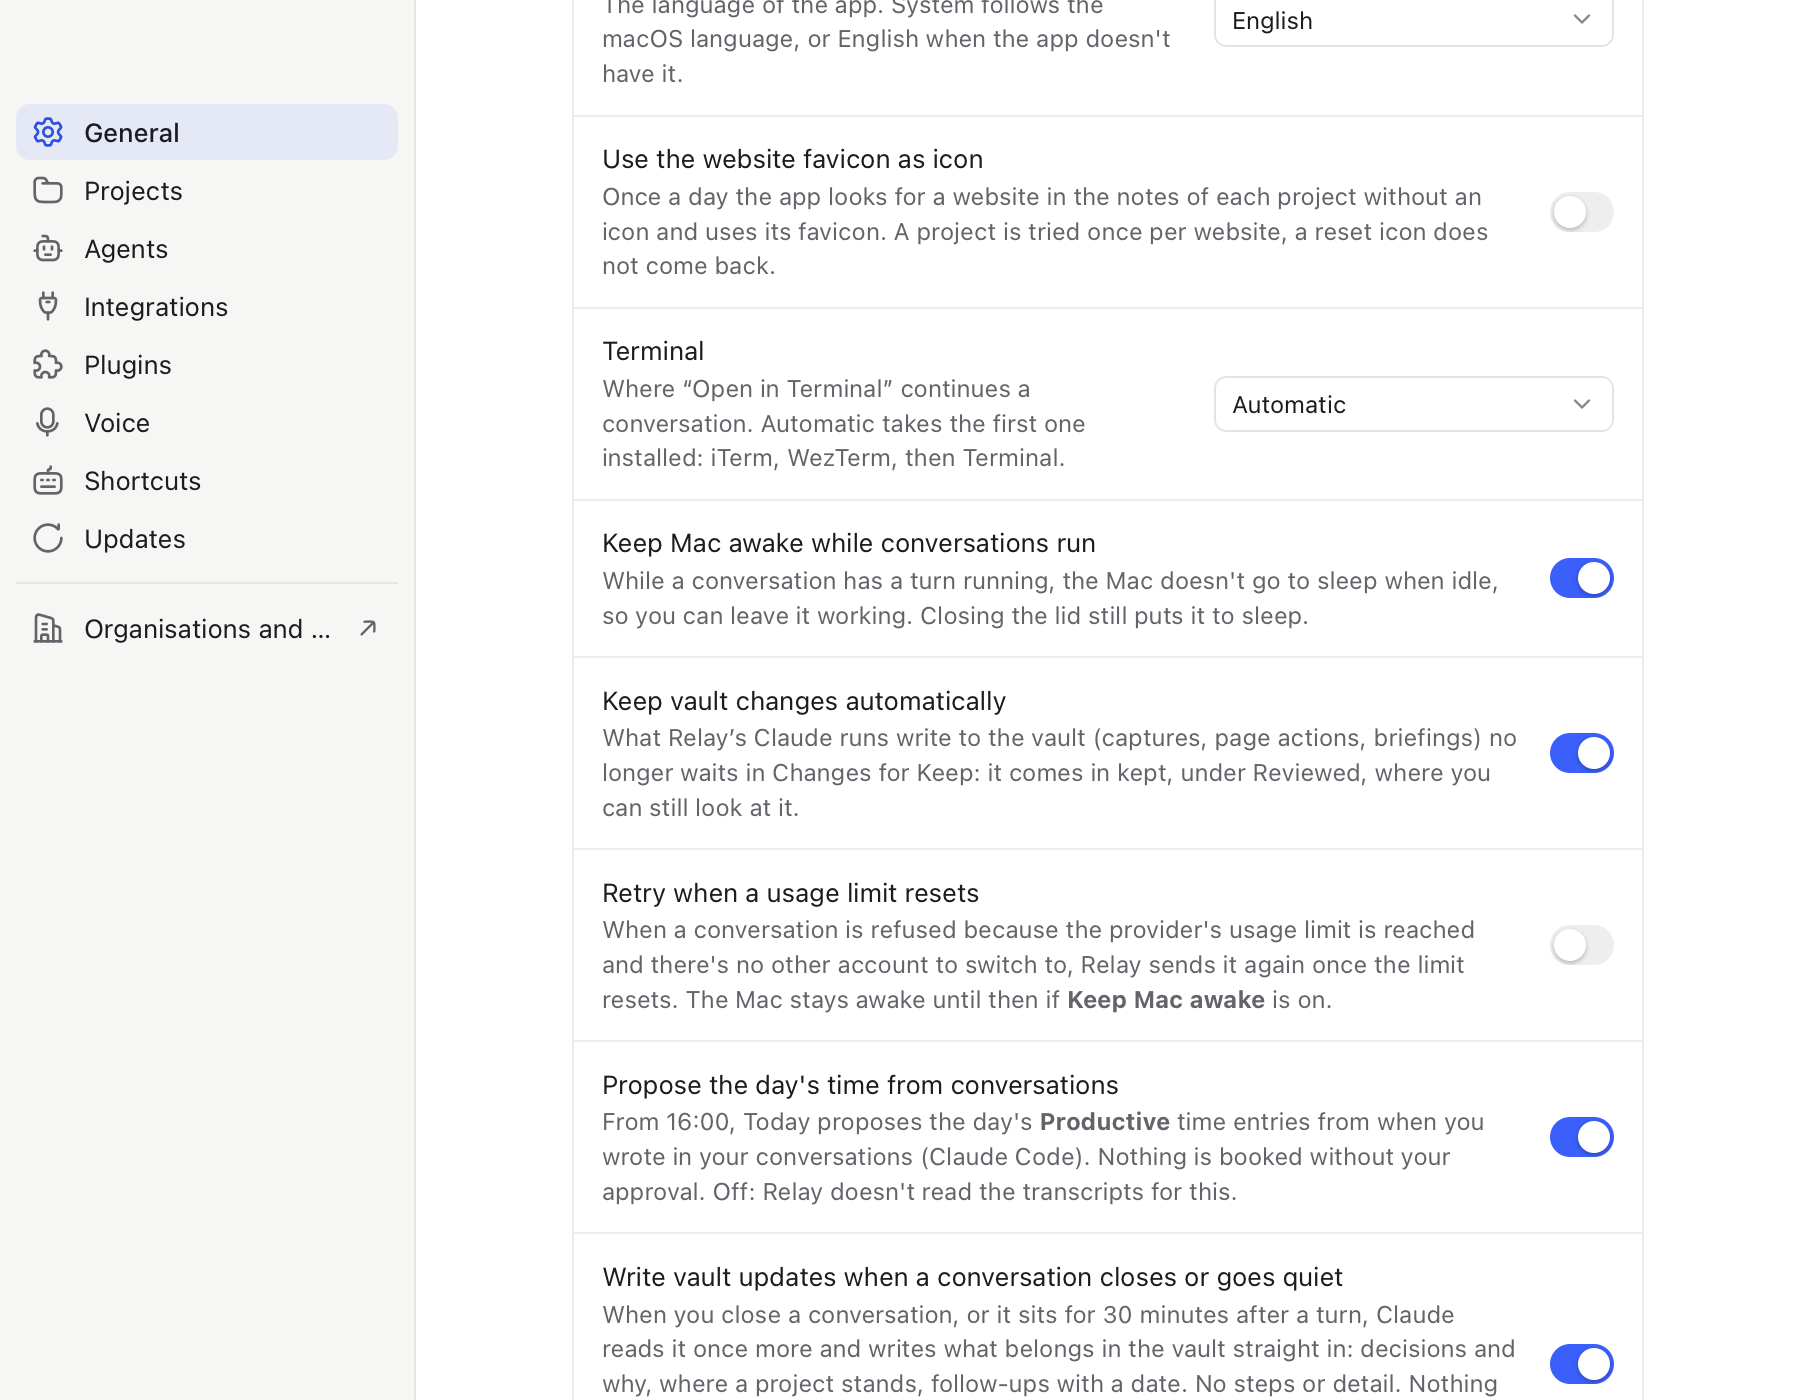 General
Projects
Agents
Integrations
Plugins
Voice
Shortcuts
Updates
Organisations and ...
The language of the app. System follows the
macOS language, or English when the app doesn't
have it.
English
Use the website favicon as icon
Once a day the app looks for a website in the notes of each project without an
icon and uses its favicon. A project is tried once per website, a reset icon does
not come back.
Terminal
Where “Open in Terminal” continues a
conversation. Automatic takes the first one
installed: iTerm, WezTerm, then Terminal.
Automatic
Keep Mac awake while conversations run
While a conversation has a turn running, the Mac doesn't go to sleep when idle,
so you can leave it working. Closing the lid still puts it to sleep.
Keep vault changes automatically
What Relay’s Claude runs write to the vault (captures, page actions, briefings) no
longer waits in Changes for Keep: it comes in kept, under Reviewed, where you
can still look at it.
Retry when a usage limit resets
When a conversation is refused because the provider's usage limit is reached
and there's no other account to switch to, Relay sends it again once the limit
resets. The Mac stays awake until then if Keep Mac awake is on.
Propose the day's time from conversations
From 16:00, Today proposes the day's Productive time entries from when you
wrote in your conversations (Claude Code). Nothing is booked without your
approval. Off: Relay doesn't read the transcripts for this.
Write vault updates when a conversation closes or goes quiet
When you close a conversation, or it sits for 30 minutes after a turn, Claude
reads it once more and writes what belongs in the vault straight in: decisions and
why, where a project stands, follow-ups with a date. No steps or detail. Nothing